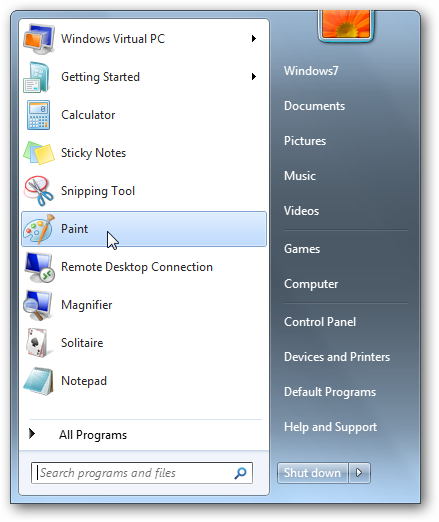 Windows Virtual PC
Getting Started
Calculator
Sticky Notes
Snipping Tool
Paint
Remote Desktop Connection
Magnifier
Solitaire
Notepad
All Programs
Search programs and files
Windows7
Documents
Pictures
Music
Videos
Games
Computer
Control Panel
Devices and Printers
Default Programs
Help and Support
Shut down